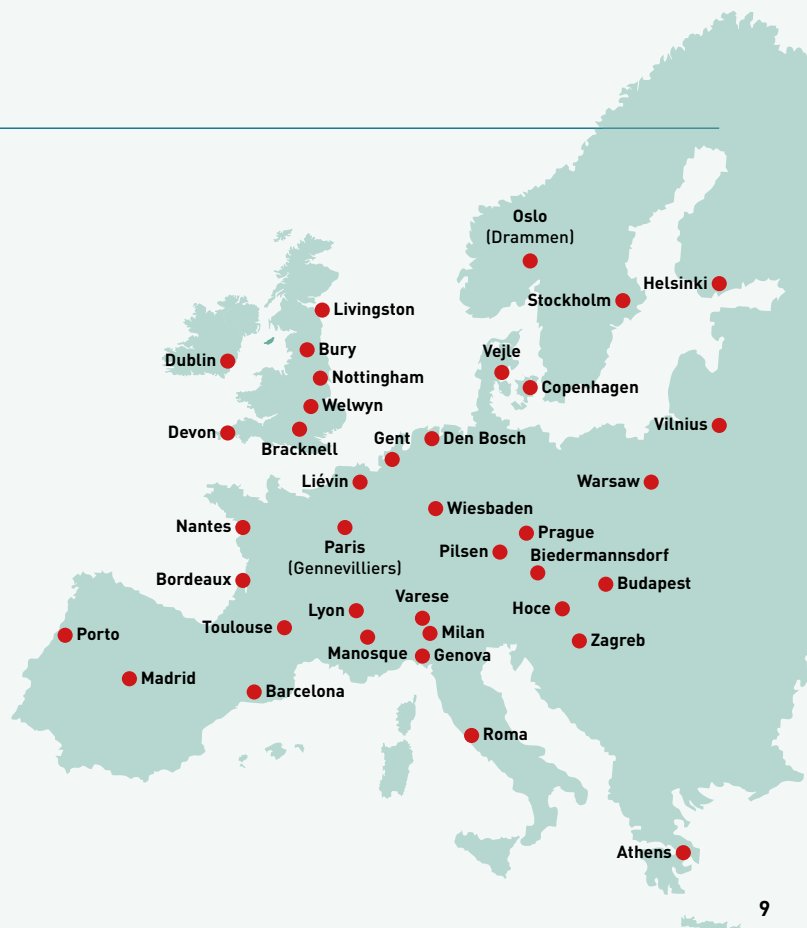 Oslo
(Drammen)
Helsinki
Stockholm
Livingston
Bury
Vejle
Dublin
Nottingham
Copenhagen
Welwyn
Vilnius
Devon
Gent
Den Bosch
Bracknell
Liévin
Warsaw
Wiesbaden
Nantes
Prague
Paris
(Gennevilliers)
Pilsen
Biedermannsdorf
Bordeaux
Budapest
Varese
Lyon
Hoce
Toulouse
Milan
Porto
Zagreb
Manosque
Genova
Madrid
Barcelona
Roma
Athens
9